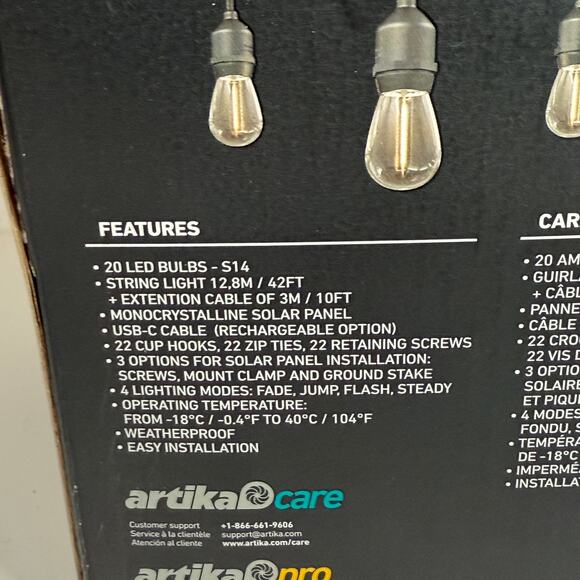 FEATURES
• 20 LED BULBS - S14
• STRING LIGHT 12,8M / 42FT
+ EXTENTION CABLE OF 3M / 10FT
• MONOCRYSTALLINE SOLAR PANEL
• USB-C CABLE (RECHARGEABLE OPTION)
• 22 CUP HOOKS, 22 ZIP TIES, 22 RETAINING SCREWS
• 3 OPTIONS FOR SOLAR PANEL INSTALLATION:
SCREWS, MOUNT CLAMP AND GROUND STAKE
• 4 LIGHTING MODES: FADE, JUMP, FLASH, STEADY
• OPERATING TEMPERATURE:
FROM -18°C / -0.4°F TO 40°C / 104°F
• WEATHERPROOF
• EASY INSTALLATION
artika care
Customer support +1-866-661-9606
Service à la clientèle support@artika.com
Atención al cliente www.artika.com/care
artika pro
CAR
• 20 AM
• GUIRL
+ CÂBL
• PANNE
• CÂBLE
• 22 CRO
22 VIS D
• 3 OPTIO
SOLAIRE
ET PIQU
• 4 MODES
FONDU, S
• TEMPÉRA
DE -18°C
• IMPERMÉ
• INSTALLA